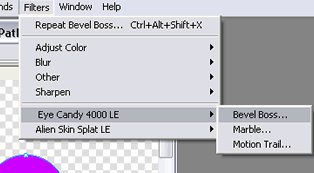 nds Filters Window Help
Repeat Bevel Boss... Ctrl+Alt+Shift+X
Path
Adjust Color
Blur
Other
Sharpen
Eye Candy 4000 LE
Bevel Boss...
Alien Skin Splat LE
Marble...
Motion Trail...